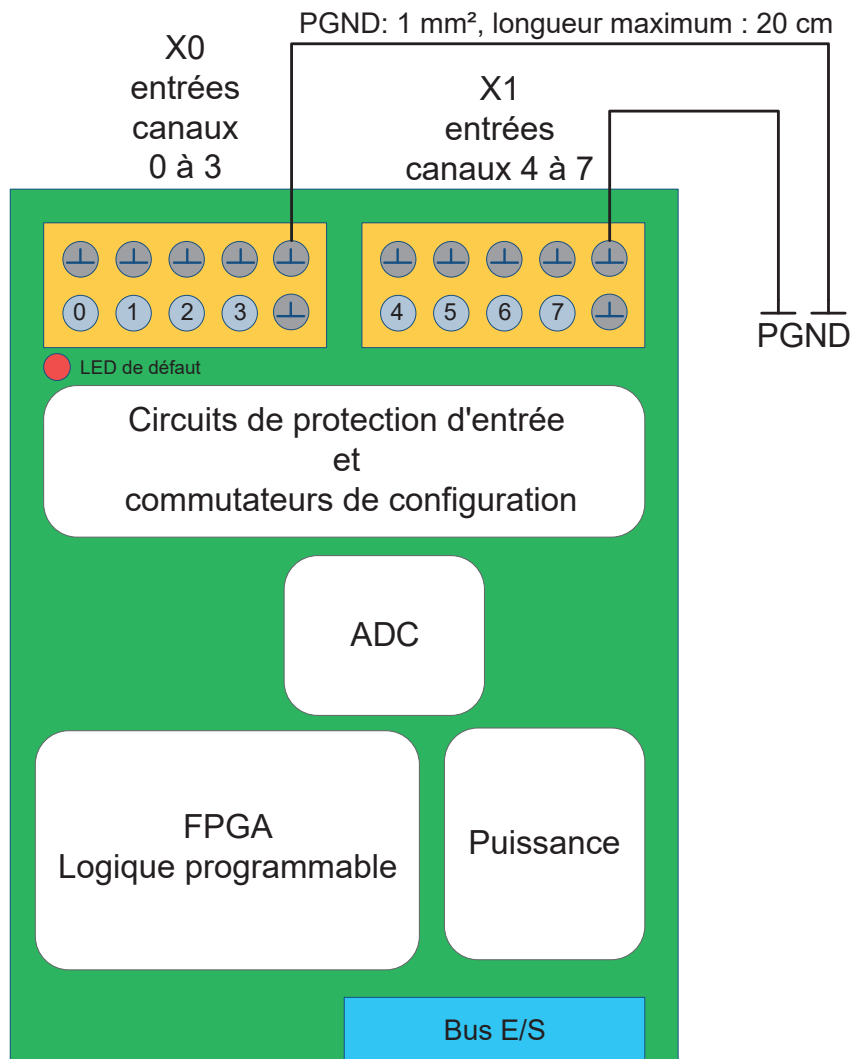 PGND: 1 mm², longueur maximum : 20 cm
X0
entrées
canaux
0 à 3
X1
entrées
canaux 4 à 7
0 1 2 3
4 5 6 7
PGND
LED de défaut
Circuits de protection d'entrée
et
commutateurs de configuration
ADC
FPGA
Logique programmable
Puissance
Bus E/S